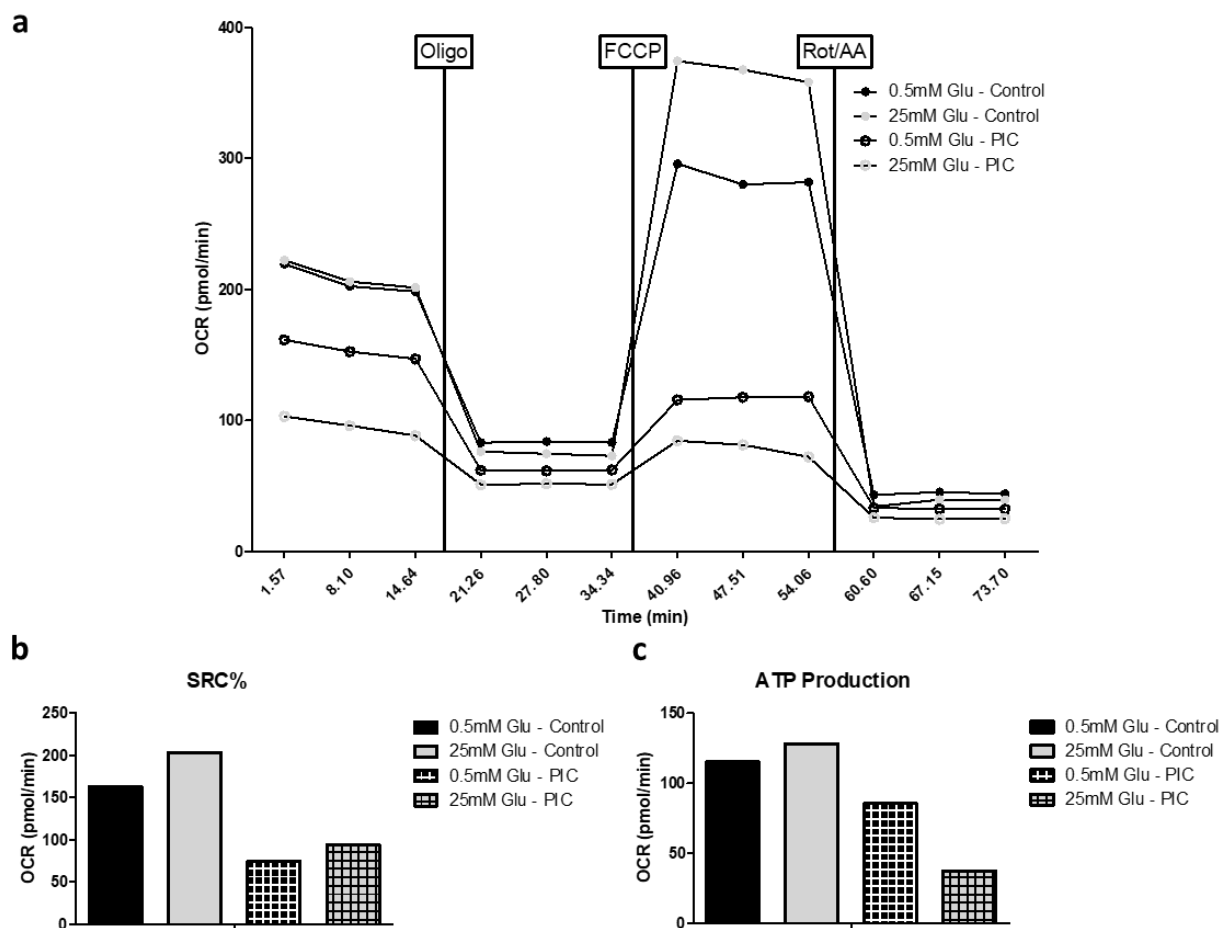 a
400
300
200
100
0
OCR (pmol/min)
Oligo
FCCP
Rot/AA
0.5mM Glu - Control
25mM Glu - Control
0.5mM Glu - PIC
25mM Glu - PIC
1.57
8.10
14.64
21.26
27.80
34.34
40.96
47.51
54.06
60.60
67.15
73.70
Time (min)
b
SRC%
250
200
150
100
50
0
OCR (pmol/min)
0.5mM Glu - Control
25mM Glu - Control
0.5mM Glu - PIC
25mM Glu - PIC
c
ATP Production
150
100
50
0
OCR (pmol/min)
0.5mM Glu - Control
25mM Glu - Control
0.5mM Glu - PIC
25mM Glu - PIC